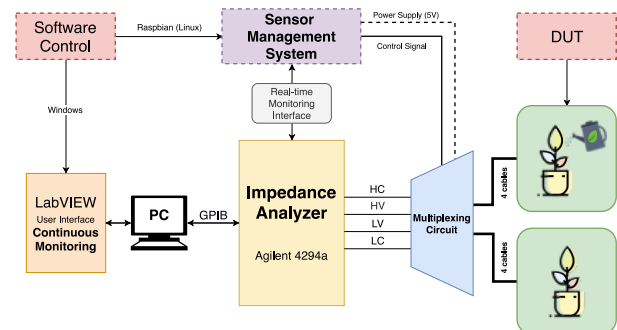 Software
Control
Raspbian (Linux)
Sensor
Management
System
Power Supply (5V)
Control Signal
DUT
Windows
Real-time
Monitoring
Interface
LabVIEW
User Interface
Continuous
Monitoring
PC
GPIB
Impedance
Analyzer
Agilent 4294a
HC
HV
LV
LC
Multiplexing
Circuit
4 cables
4 cables